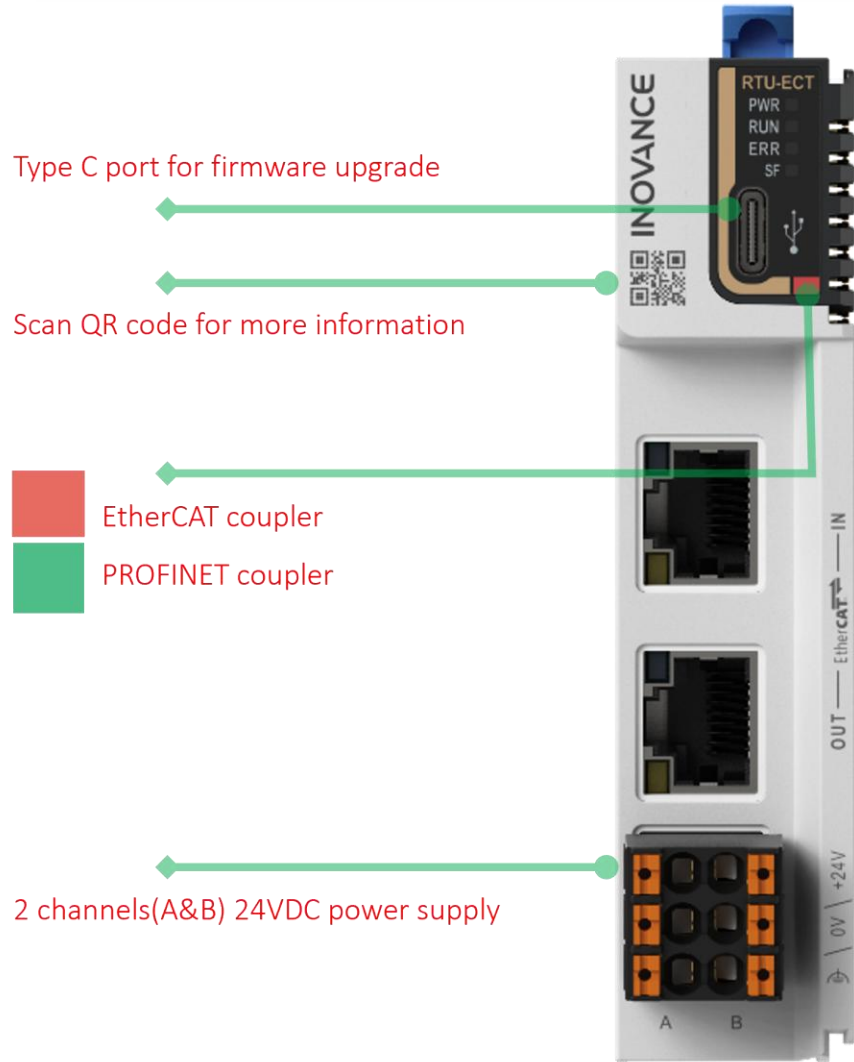 RTU-ECT
PWR
RUN
ERR
SF
INOVANCE
Type C port for firmware upgrade
Scan QR code for more information
EtherCAT coupler
PROFINET coupler
IN
EtherCAT
OUT
2 channels(A&B) 24VDC power supply
+24V
0V
A B